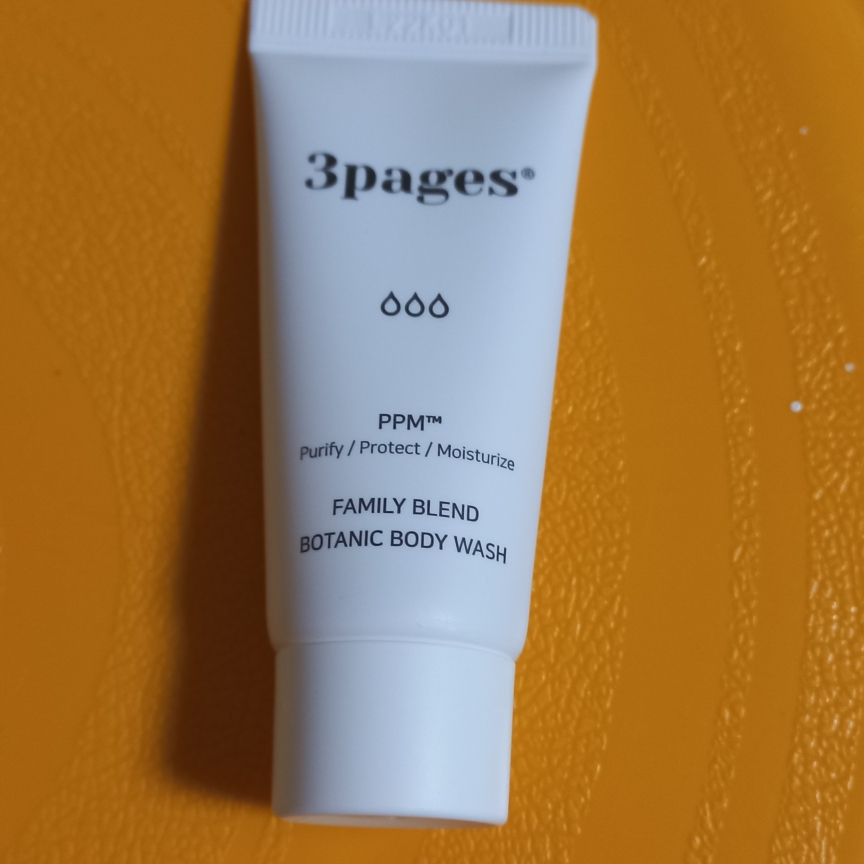 3pages®
PPM™
Purify / Protect / Moisturize
FAMILY BLEND
BOTANIC BODY WASH